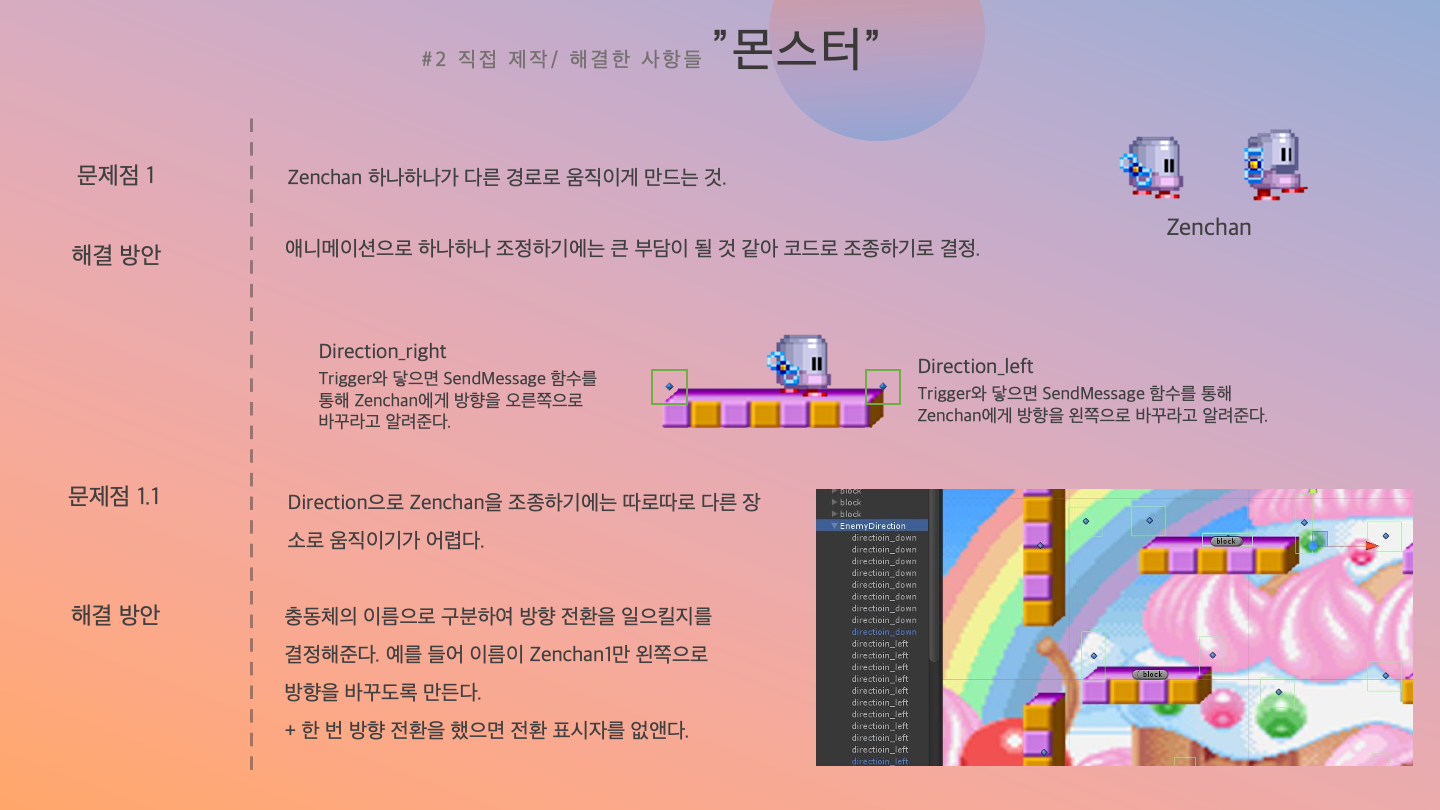 #2 직접 제작/ 해결한 사항들 ”몬스터”
문제점 1
Zenchan 하나하나가 다른 경로로 움직이게 만드는 것.
해결 방안
애니메이션으로 하나하나 조정하기에는 큰 부담이 될 것 같아 코드로 조종하기로 결정.
Zenchan
Direction_right
Trigger와 닿으면 SendMessage 함수를
통해 Zenchan에게 방향을 오른쪽으로
바꾸라고 알려준다.
Direction_left
Trigger와 닿으면 SendMessage 함수를 통해
Zenchan에게 방향을 왼쪽으로 바꾸라고 알려준다.
문제점 1.1
Direction으로 Zenchan을 조종하기에는 따로따로 다른 장
소로 움직이기가 어렵다.
해결 방안
충동체의 이름으로 구분하여 방향 전환을 일으킬지를
결정해준다. 예를 들어 이름이 Zenchan1만 왼쪽으로
방향을 바꾸도록 만든다.
+ 한 번 방향 전환을 했으면 전환 표시자를 없앤다.
block
block
block
EnemyDirection
directioin_down
directioin_down
directioin_down
directioin_down
directioin_down
directioin_down
directioin_down
directioin_down
directioin_down
directioin_left
directioin_left
directioin_left
directioin_left
directioin_left
directioin_left
directioin_left
directioin_left
directioin_left
directioin_left
directioin_left
block
block